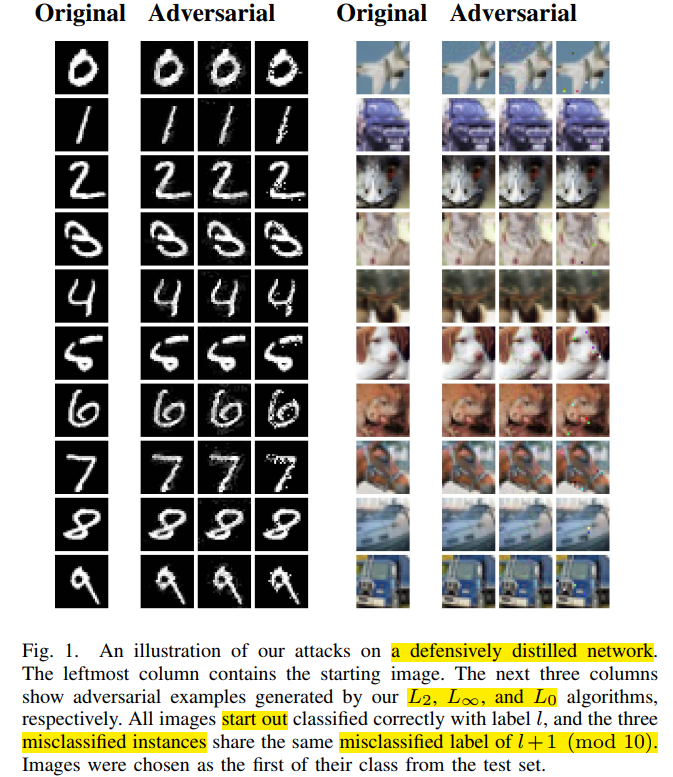 Original Adversarial Original Adversarial
Fig. 1. An illustration of our attacks on a defensively distilled network.
The leftmost column contains the starting image. The next three columns
show adversarial examples generated by our L2, L∞, and L0 algorithms,
respectively. All images start out classified correctly with label l, and the three
misclassified instances share the same misclassified label of l+1 (mod 10).
Images were chosen as the first of their class from the test set.